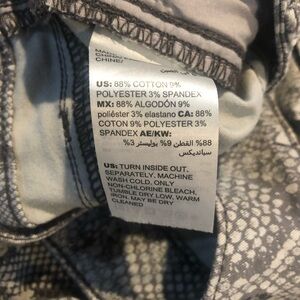 CHINE/
US: 88% COTTON 9%
POLYESTER 3% SPANDEX
MX: 88% ALGODÓN 9%
poliéster 3% elastano CA: 88%
COTON 9% POLYESTER 3%
SPANDEX AE/KW:
88% القطن 9% بوليستر 3%
سباندیکس
US: TURN INSIDE OUT,
SEPARATELY, MACHINE
WASH COLD, ONLY
NON-CHLORINE BLEACH,
TUMBLE DRY LOW, WARM
IRON, MAY BE DRY
CLEANED